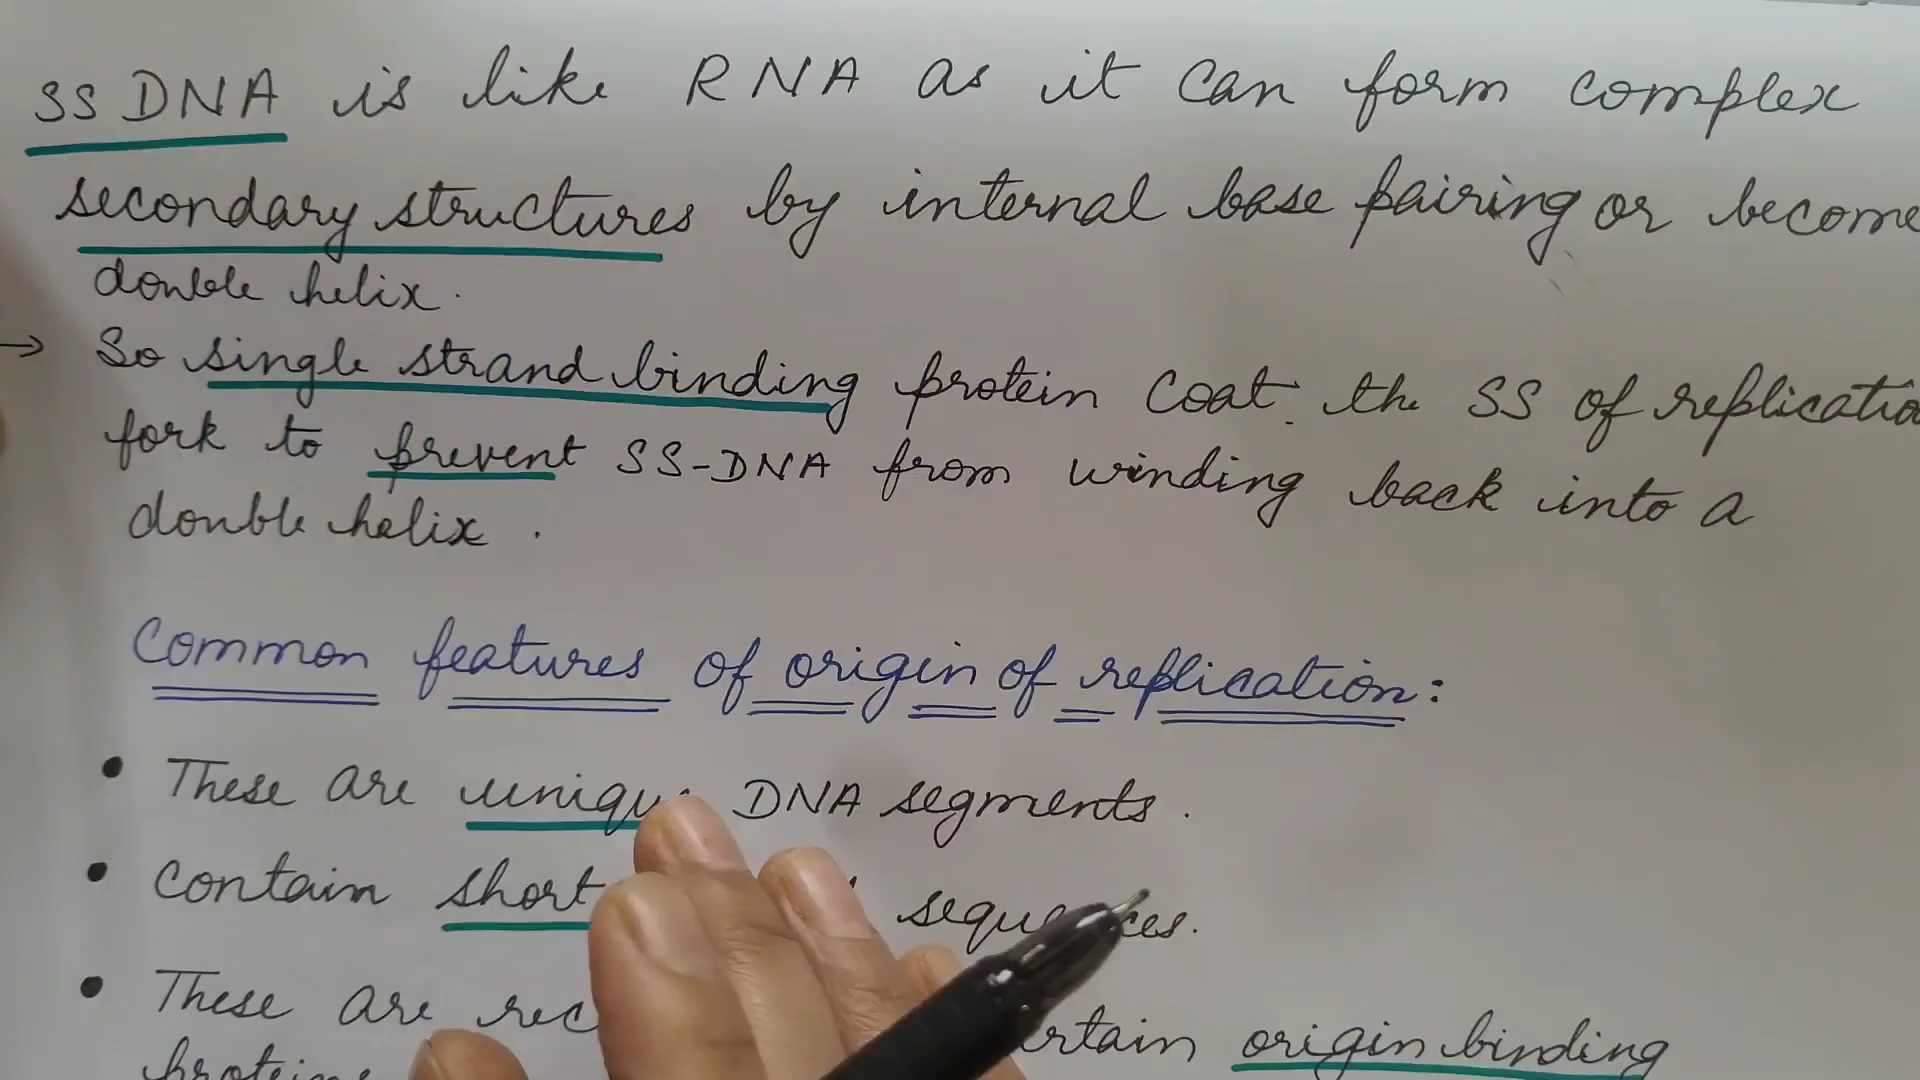 SS DNA is like RNA as it can form complex
secondary structures by internal base pairing or become
double helix.
→ So single strand binding protein coat the SS of
fork to prevent SS-DNA from winding back into a
double helix.
Common features of origin of replication:
• These are DNA segments.
• contain short
• These are origin binding